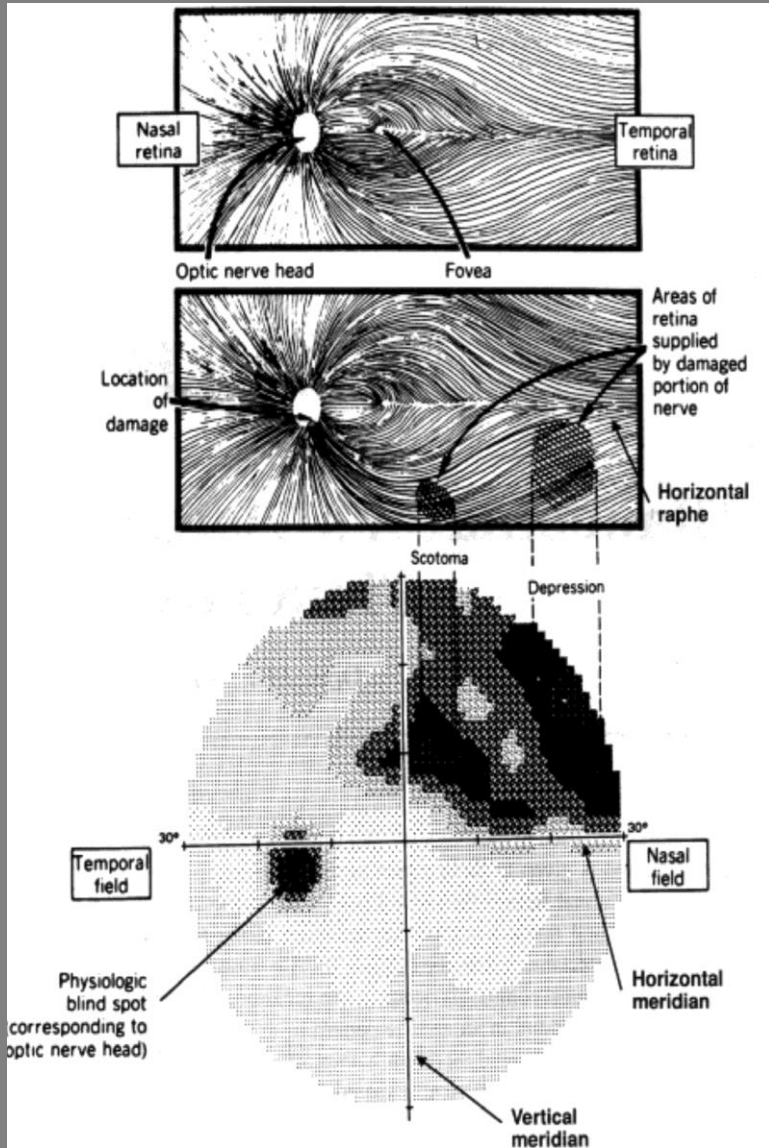 Nasal
retina
Temporal
retina
Optic nerve head
Fovea
Areas of
retina
supplied
by damaged
portion of
nerve
Location
of
damage
Horizontal
raphe
Scotoma
Depression
30°
30°
Temporal
field
Nasal
field
Physiologic
blind spot
(corresponding to
optic nerve head)
Horizontal
meridian
Vertical
meridian